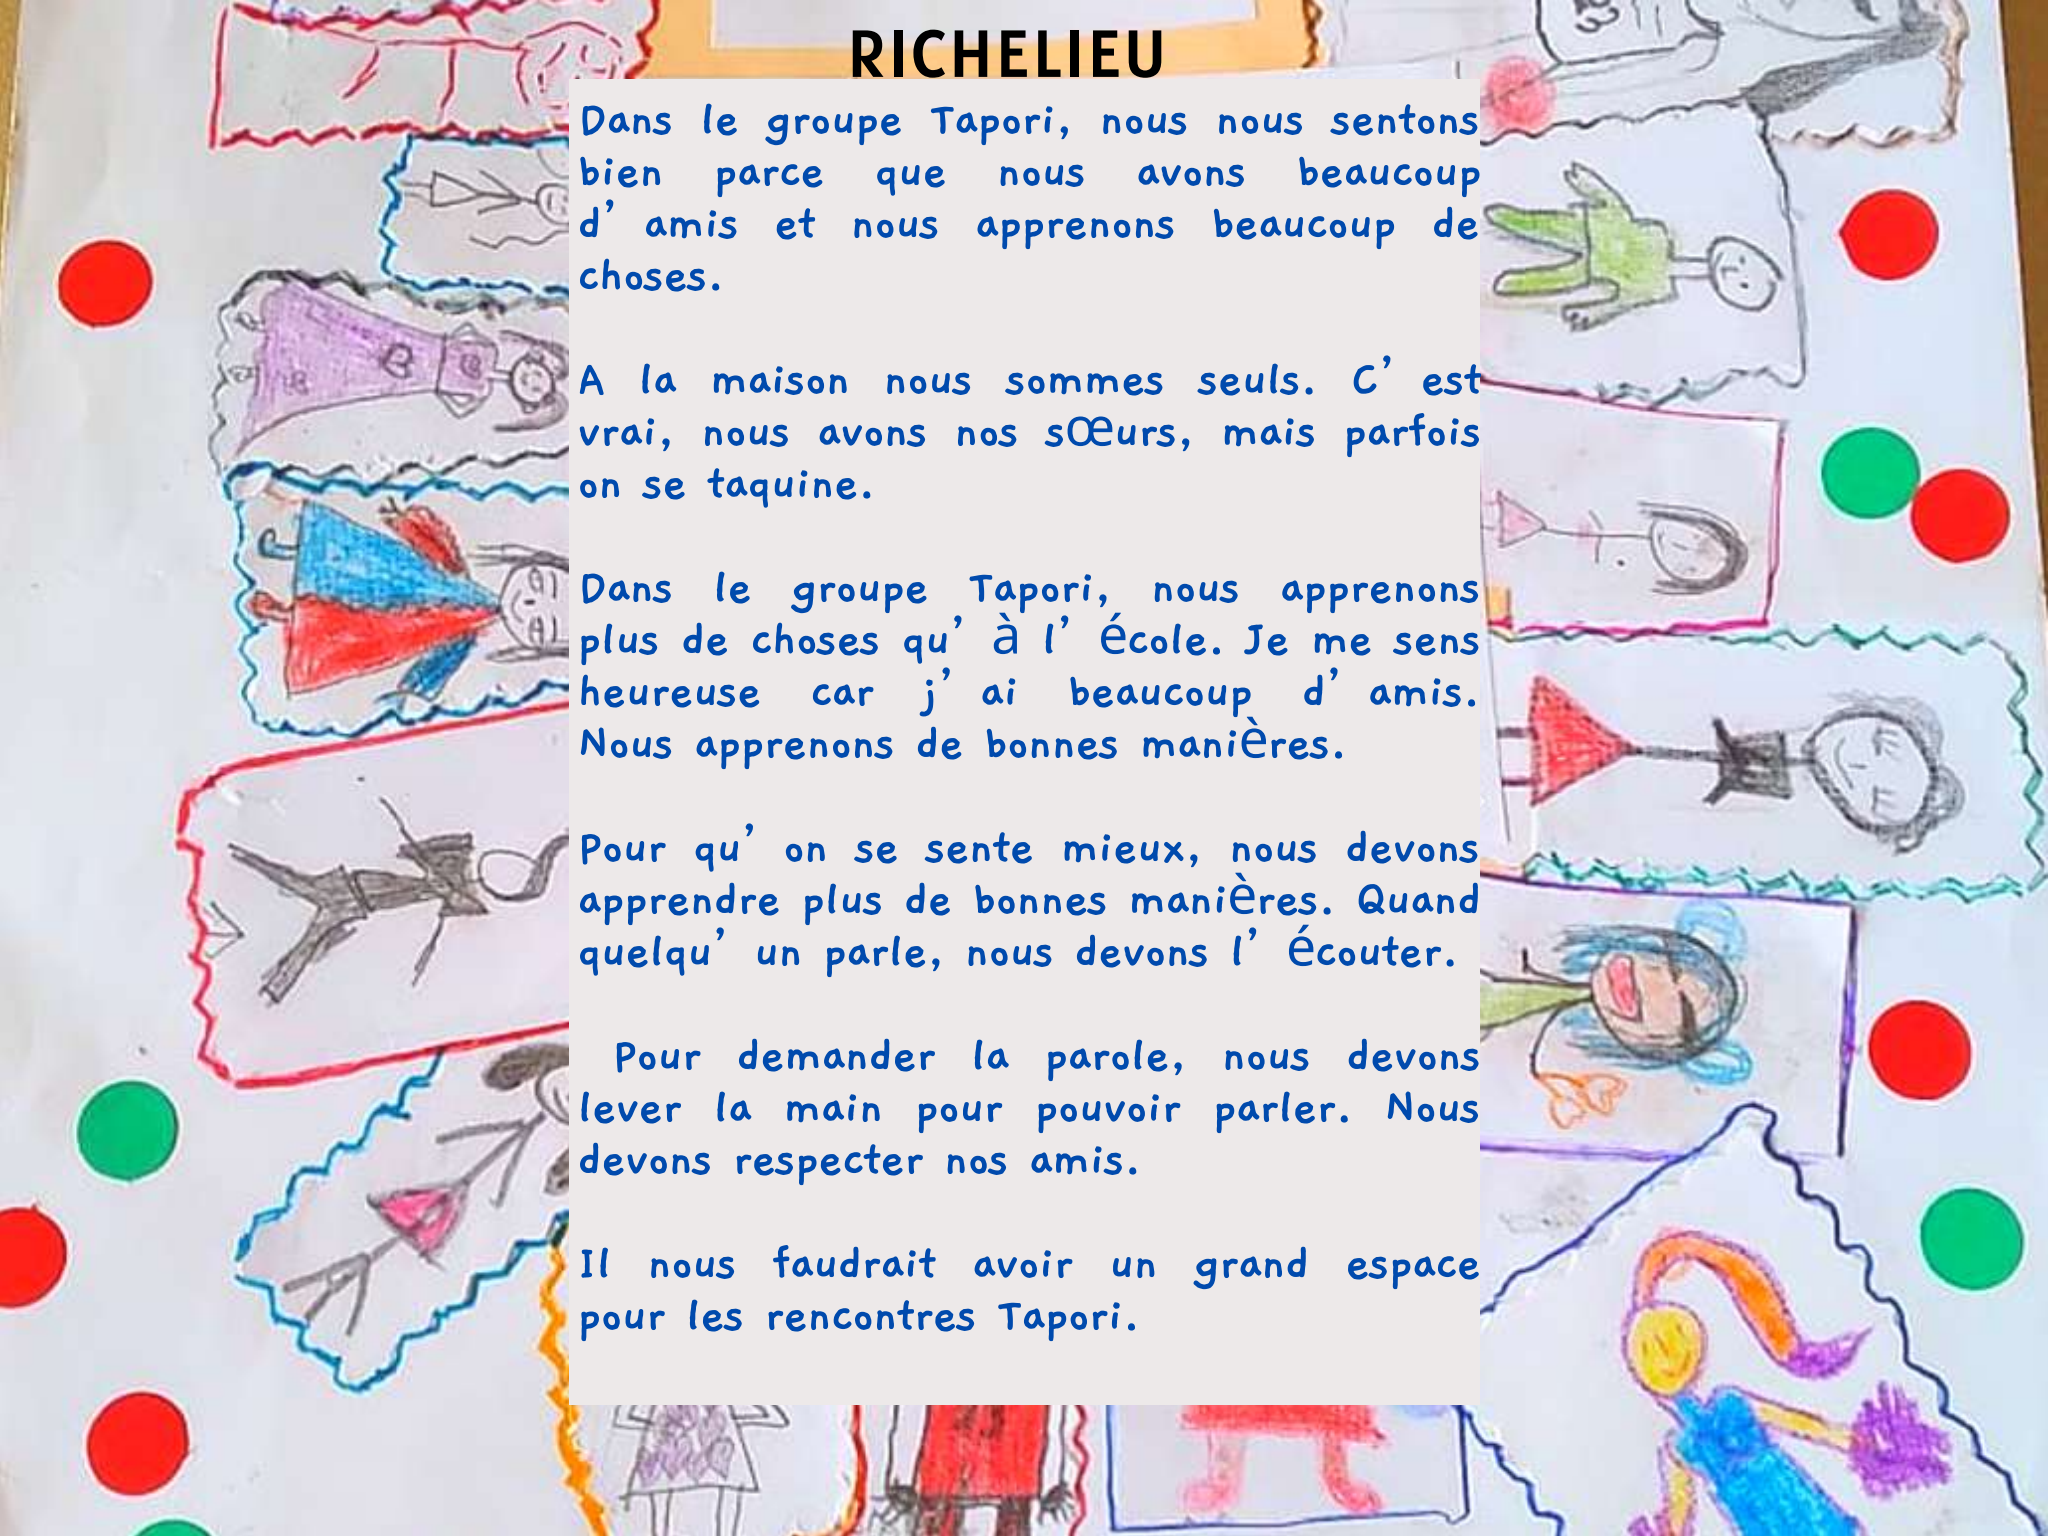 RICHELIEU
Dans le groupe Tapori, nous nous sentons
bien parce que nous avons beaucoup
d’ amis et nous apprenons beaucoup de
choses.
A la maison nous sommes seuls. C’ est
vrai, nous avons nos sœurs, mais parfois
on se taquine.
Dans le groupe Tapori, nous apprenons
plus de choses qu’ à l’ école. Je me sens
heureuse car j’ ai beaucoup d’ amis.
Nous apprenons de bonnes manières.
Pour qu’ on se sente mieux, nous devons
apprendre plus de bonnes manières. Quand
quelqu’ un parle, nous devons l’ écouter.
Pour demander la parole, nous devons
lever la main pour pouvoir parler. Nous
devons respecter nos amis.
Il nous faudrait avoir un grand espace
pour les rencontres Tapori.